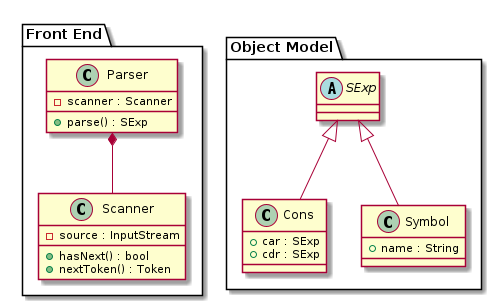 Front End
C Parser
scanner : Scanner
parse() : SExp
C Scanner
source : InputStream
hasNext() : bool
nextToken() : Token
Object Model
A SExp
C Cons
car : SExp
cdr : SExp
C Symbol
name : String